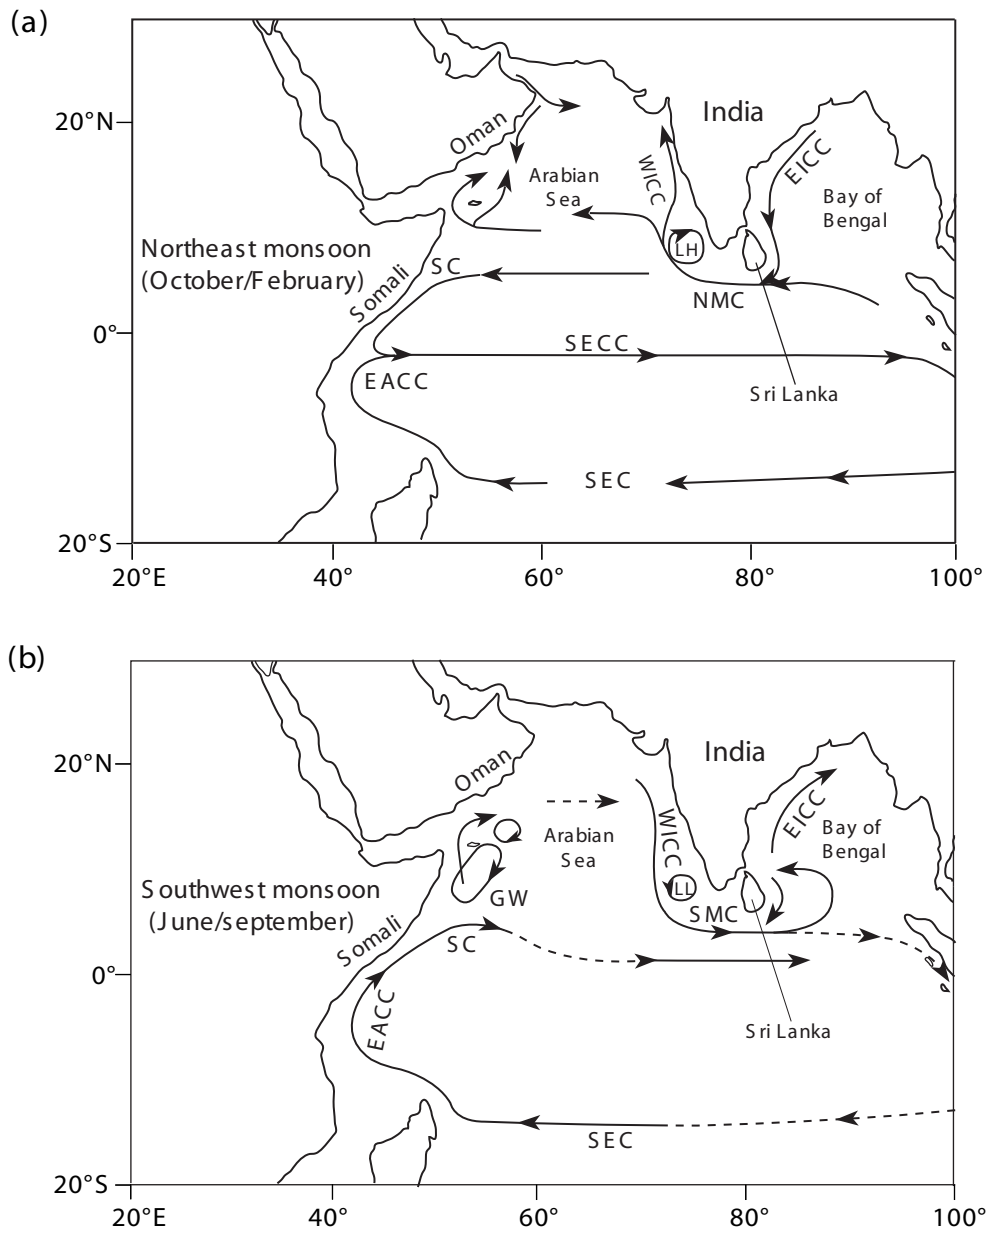 (a)
20°N
Oman
India
WICC
EICC
Arabian
Sea
Bay of
Bengal
Northeast monsoon
(October/February)
Somali
SC
LH
NMC
0°
SECC
EACC
Sri Lanka
SEC
20°S
20°E
40°
60°
80°
100°
(b)
20°N
Oman
India
WICC
EICC
Arabian
Sea
Bay of
Bengal
Southwest monsoon
(June/september)
Somali
GW
LL
SMC
SC
0°
EACC
Sri Lanka
SEC
20°S
20°E
40°
60°
80°
100°